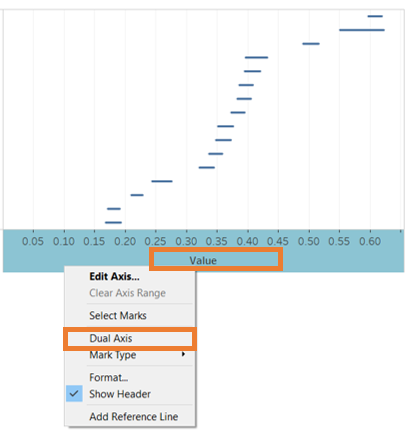 0.05 0.10 0.15 0.20 0.25 0.30 0.35 0.40 0.45 0.50 0.55 0.60
Value
Edit Axis...
Clear Axis Range
Select Marks
Dual Axis
Mark Type
Format...
Show Header
Add Reference Line